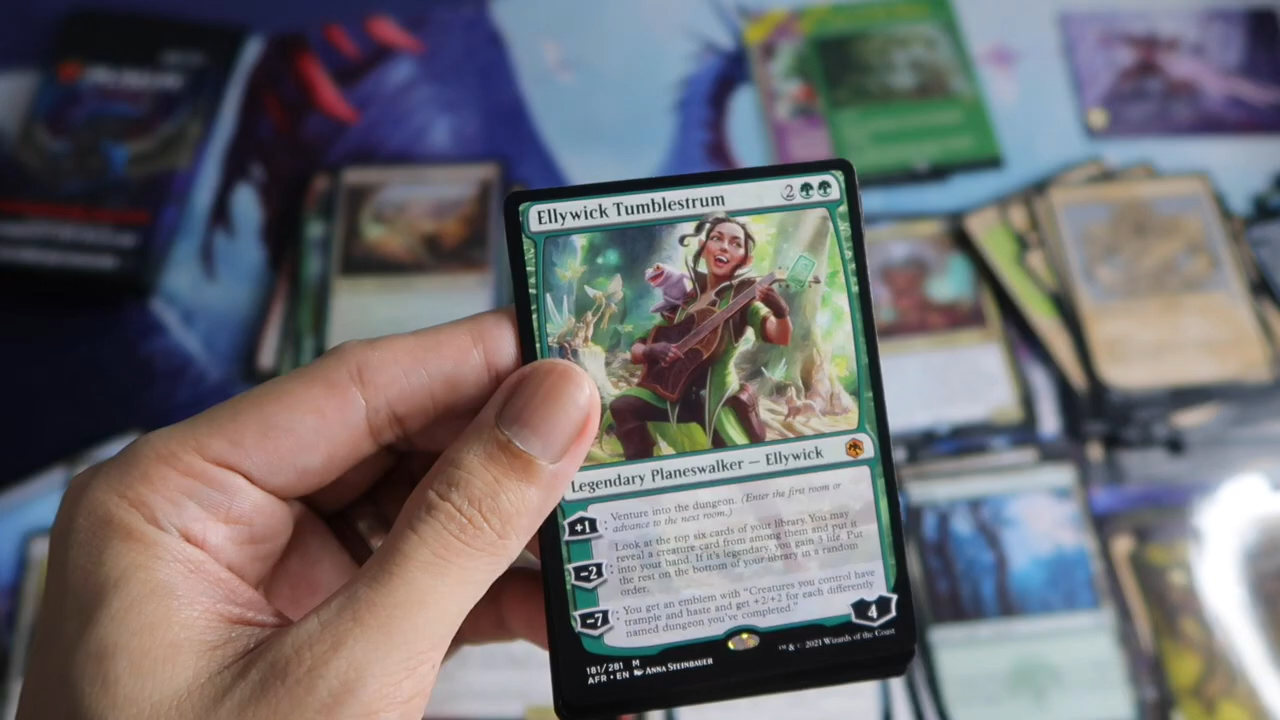 Ellywick Tumblestrum 2
Legendary Planeswalker — Ellywick
+1 : Venture into the dungeon. (Enter the first room or
advance to the next room.)
Look at the top six cards of your library. You may
reveal a creature card from among them and put it
−2 : into your hand. If it's legendary, you gain 3 life. Put
the rest on the bottom of your library in a random
order.
−7 : You get an emblem with "Creatures you control have
trample and haste and get +2/+2 for each differently
named dungeon you've completed."
4
181/281 M
AFR • EN Anna Steinbauer
™ & © 2021 Wizards of the Coast